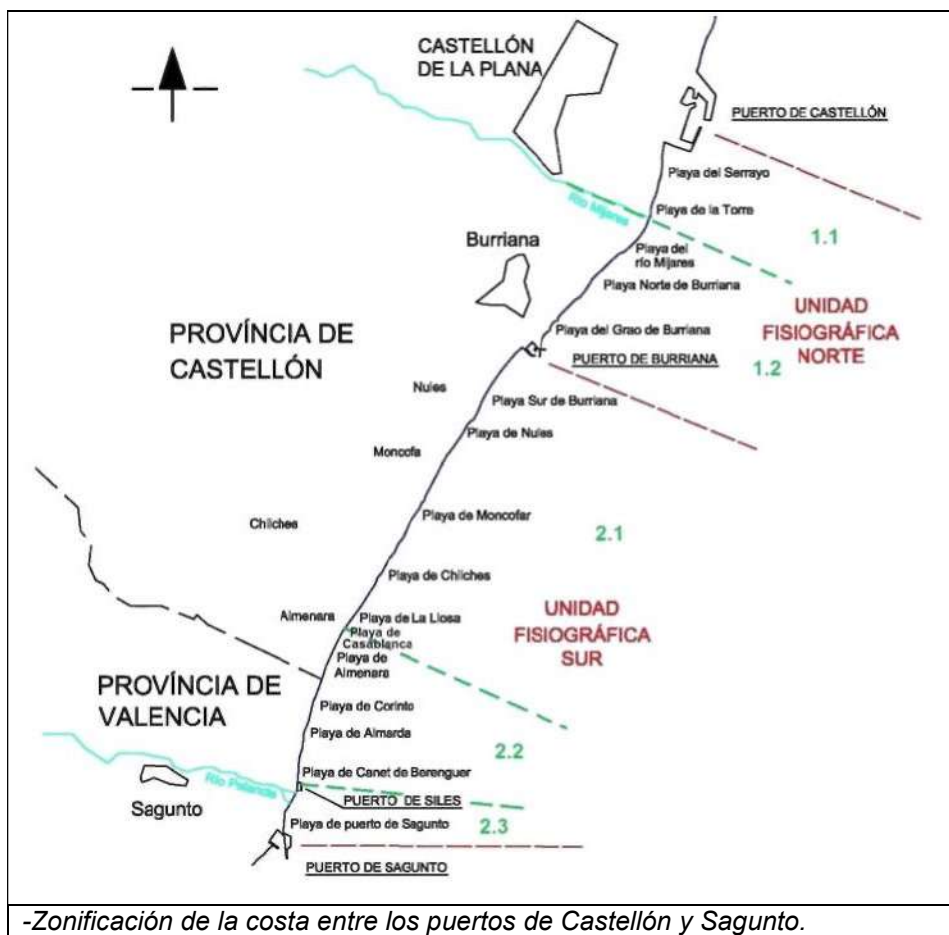 CASTELLÓN
DE LA PLANA
PUERTO DE CASTELLÓN
Playa del Serrayo
Río Mijares
Playa de la Torre
1.1
Burriana
Playa del
río Mijares
Playa Norte de Burriana
UNIDAD
FISIOGRÁFICA
NORTE
PROVÍNCIA DE
CASTELLÓN
Playa del Grao de Burriana
PUERTO DE BURRIANA
1.2
Nules
Playa Sur de Burriana
Playa de Nules
Moncofa
Chilches
Playa de Moncofar
2.1
Playa de Chilches
Almenara
Playa de La Llosa
Playa de
Casablanca
Playa de
Almenara
UNIDAD
FISIOGRÁFICA
SUR
PROVÍNCIA DE
VALENCIA
Playa de Corinto
Playa de Almarda
2.2
Río Palancia
Playa de Canet de Berenguer
Sagunto
PUERTO DE SILES
Playa de puerto de Sagunto
2.3
PUERTO DE SAGUNTO
-Zonificación de la costa entre los puertos de Castellón y Sagunto.